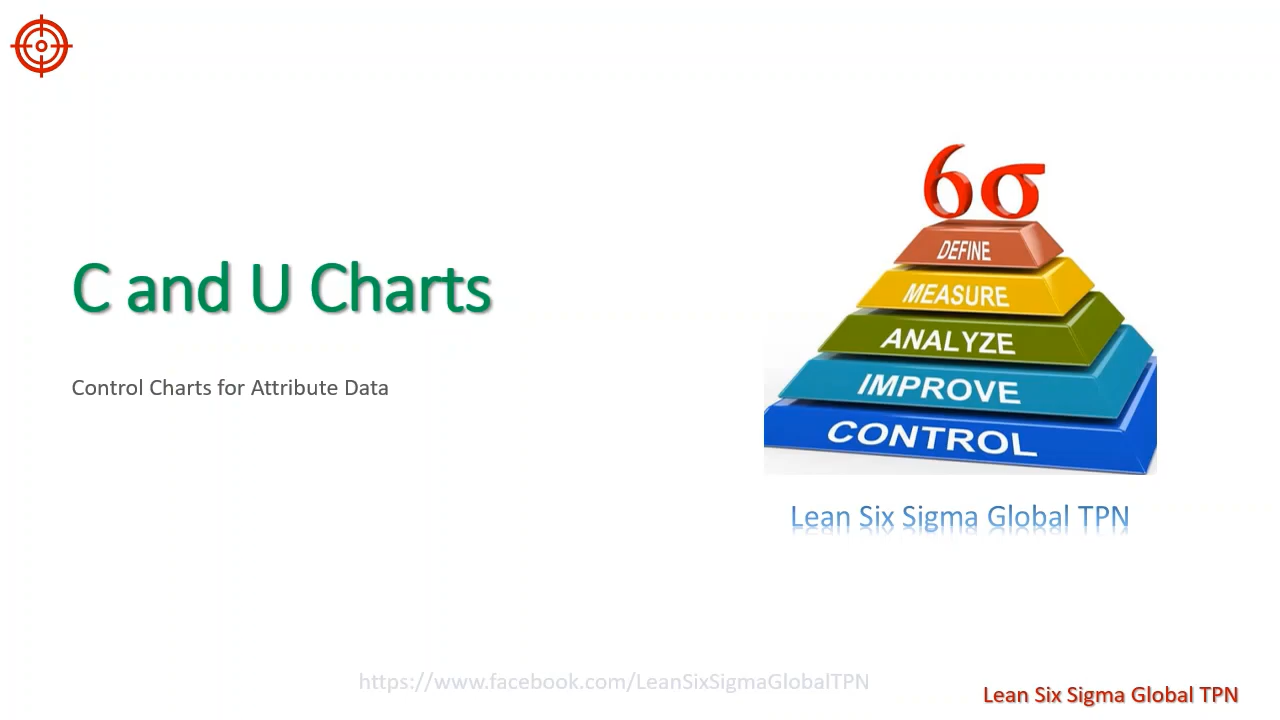 C and U Charts
Control Charts for Attribute Data
6σ
DEFINE
MEASURE
ANALYZE
IMPROVE
CONTROL
Lean Six Sigma Global TPN
https://www.facebook.com/LeanSixSigmaGlobalTPN
Lean Six Sigma Global TPN